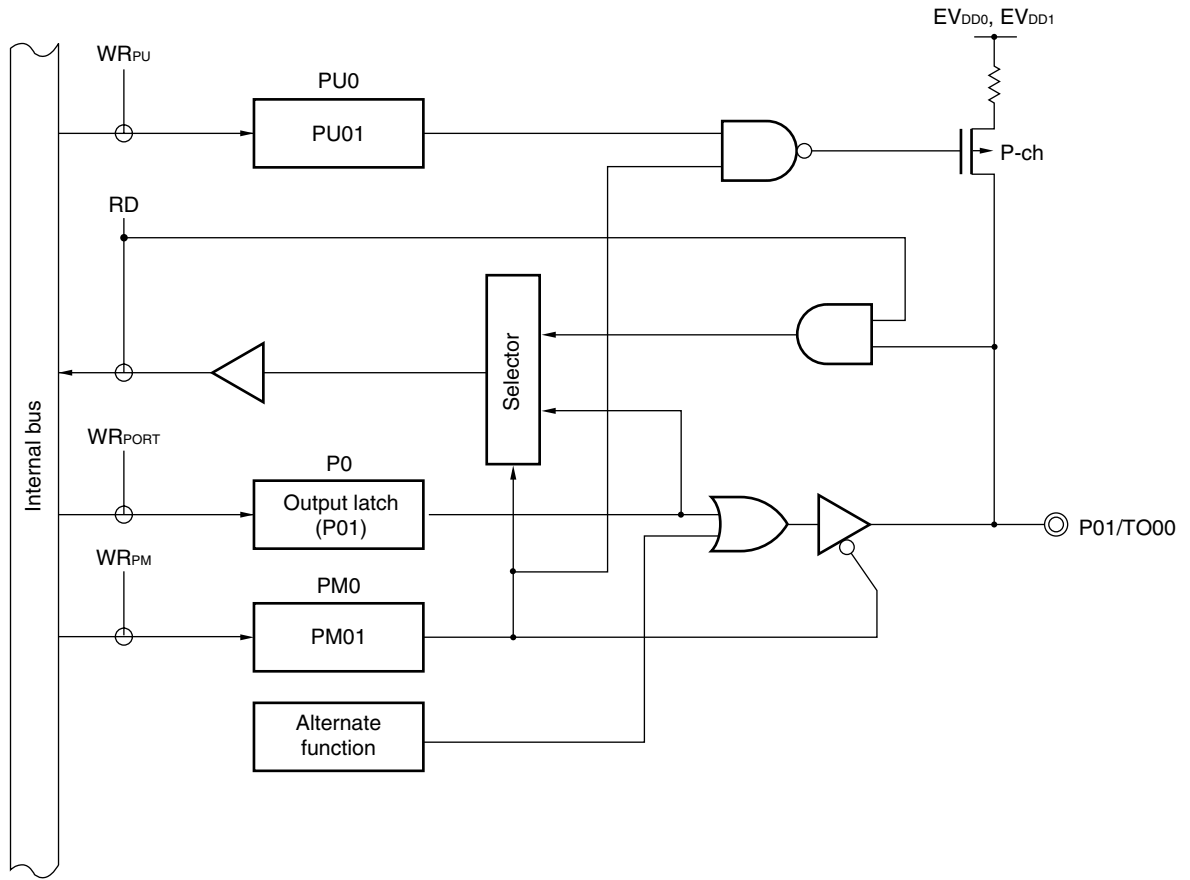 EVDD0, EVDD1
WRPU
PU0
PU01
P-ch
RD
Selector
Internal bus
WRPORT
P0
Output latch
(P01)
P01/TO00
WRPM
PM0
PM01
Alternate
function